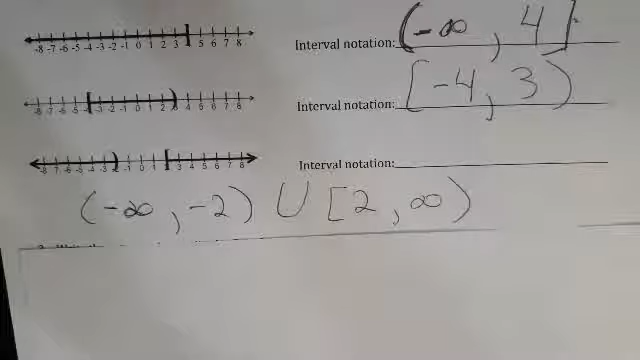 Interval notation: (-∞, 4]
-8 -7 -6 -5 -4 -3 -2 -1 0 1 2 3 5 6 7 8
Interval notation: [-4, 3)
-8 -7 -6 -5 -3 -2 -1 0 1 2 3 4 5 6 7 8
Interval notation:
-8 -7 -6 -5 -4 -3 -2 -1 0 1 3 4 5 6 7 8
(-∞, -2) ∪ [2, ∞)